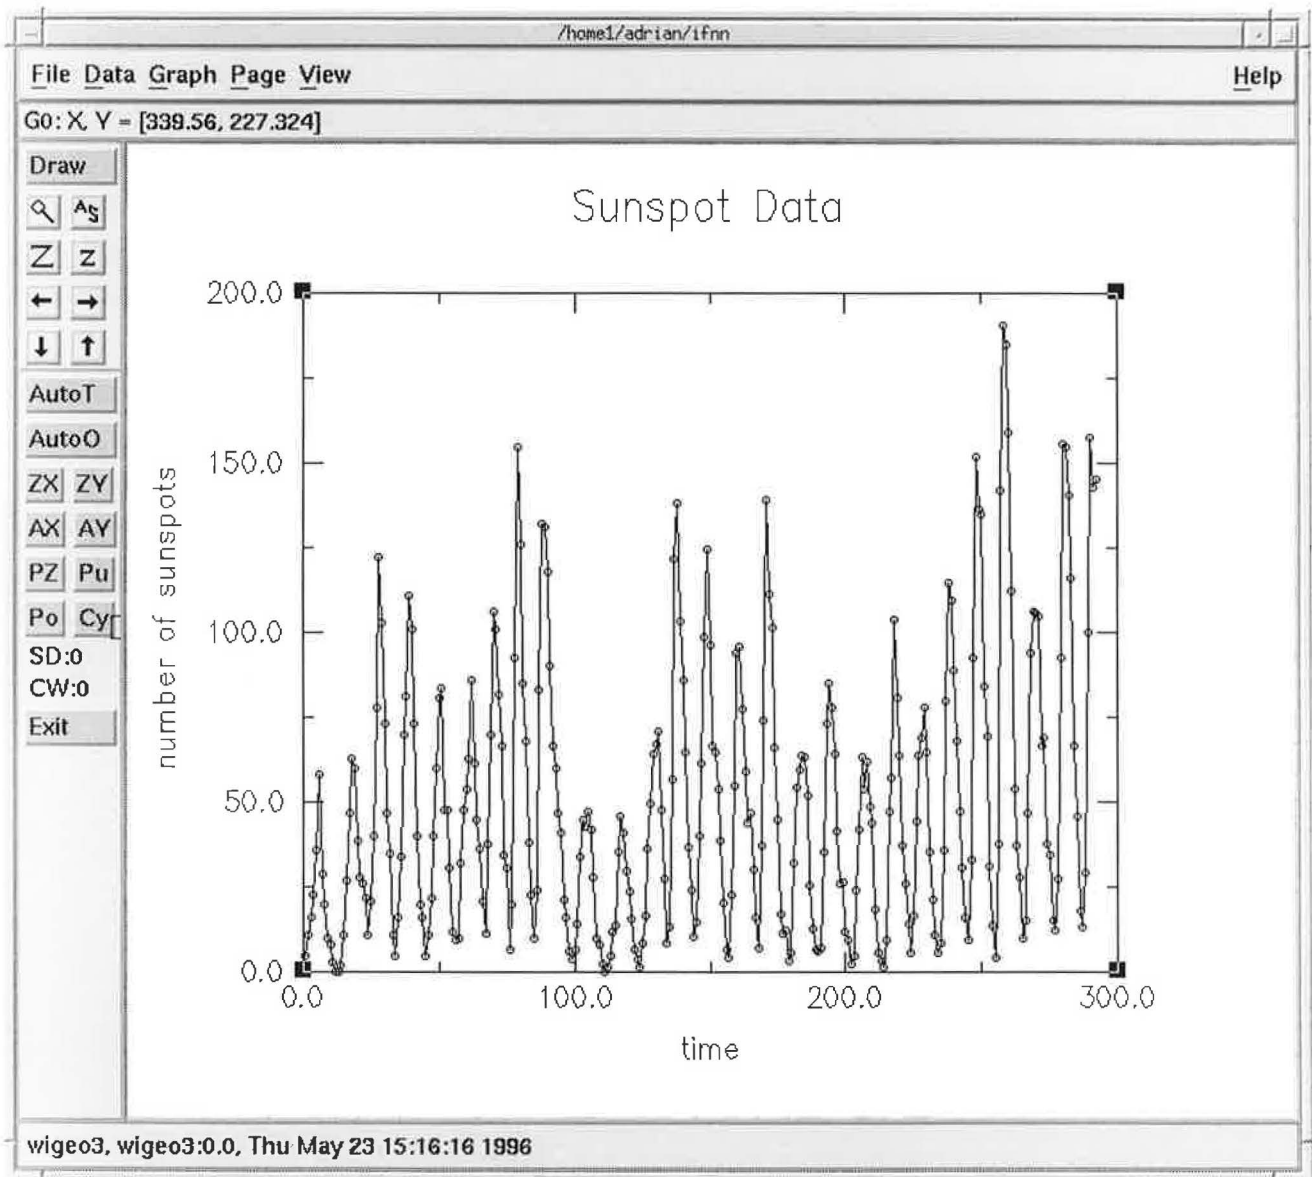 /home1/adrian/ifnn
File Data Graph Page View Help
G0: X, Y = [339.56, 227.324]
Draw
A S
Z z
← →
↓ ↑
AutoT
AutoO
ZX ZY
AX AY
PZ Pu
Po Cy
SD:0
CW:0
Exit
Sunspot Data
200.0
150.0
100.0
50.0
0.0
number of sunspots
0.0 100.0 200.0 300.0
time
wigeo3, wigeo3:0.0, Thu May 23 15:16:16 1996